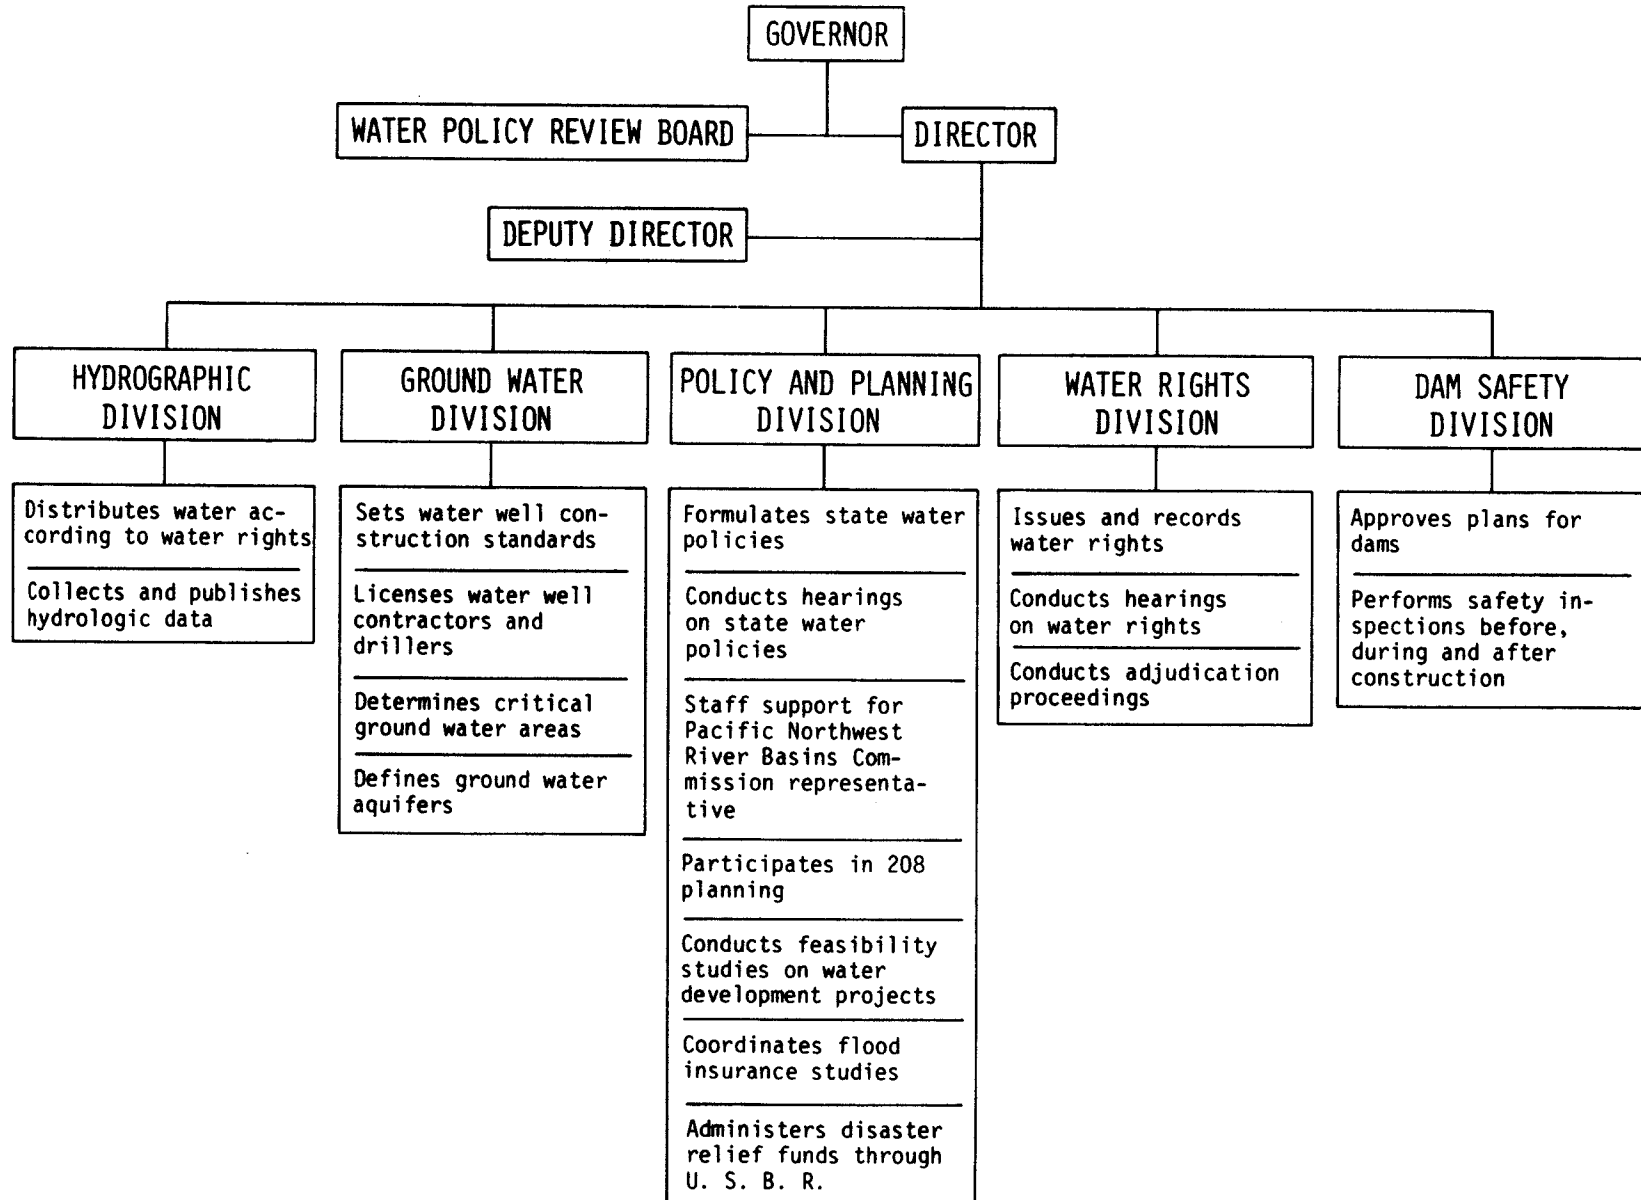 GOVERNOR
WATER POLICY REVIEW BOARD
DIRECTOR
DEPUTY DIRECTOR
HYDROGRAPHIC
DIVISION
Distributes water ac-
cording to water rights
Collects and publishes
hydrologic data
GROUND WATER
DIVISION
Sets water well con-
struction standards
Licenses water well
contractors and
drillers
Determines critical
ground water areas
Defines ground water
aquifers
POLICY AND PLANNING
DIVISION
Formulates state water
policies
Conducts hearings
on state water
policies
Staff support for
Pacific Northwest
River Basins Com-
mission representa-
tive
Participates in 208
planning
Conducts feasibility
studies on water
development projects
Coordinates flood
insurance studies
Administers disaster
relief funds through
U. S. B. R.
WATER RIGHTS
DIVISION
Issues and records
water rights
Conducts hearings
on water rights
Conducts adjudication
proceedings
DAM SAFETY
DIVISION
Approves plans for
dams
Performs safety in-
spections before,
during and after
construction